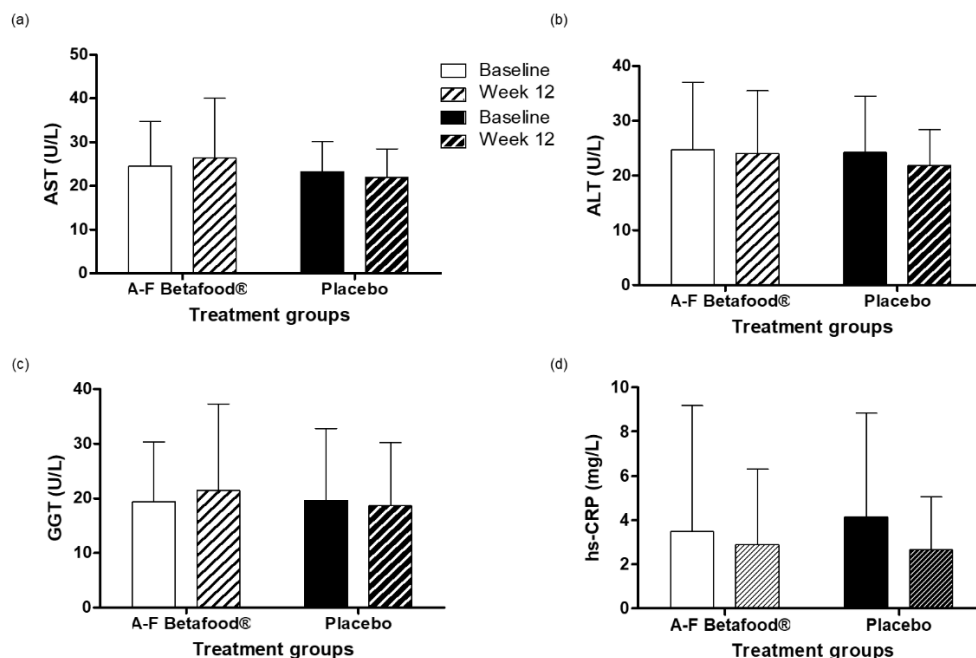 (a)
50
40
30
20
10
0
AST (U/L)
A-F Betafood®
Placebo
Treatment groups
Baseline
Week 12
Baseline
Week 12
(b)
40
30
20
10
0
ALT (U/L)
A-F Betafood®
Placebo
Treatment groups
(c)
40
30
20
10
0
GGT (U/L)
A-F Betafood®
Placebo
Treatment groups
(d)
10
8
6
4
2
0
hs-CRP (mg/L)
A-F Betafood®
Placebo
Treatment groups